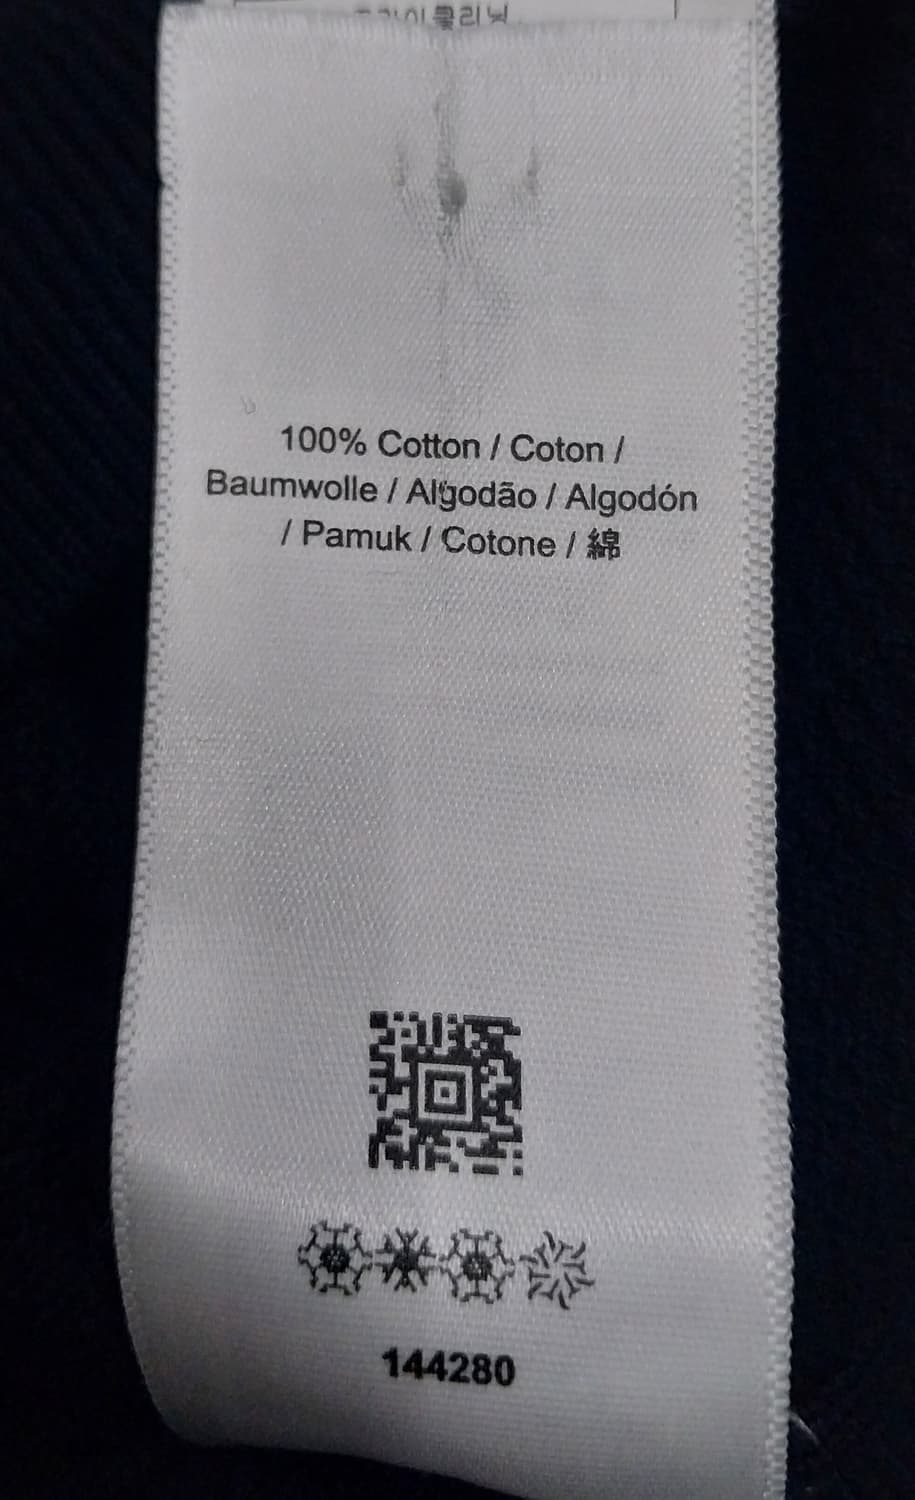 100% Cotton / Coton /
Baumwolle / Algodão / Algodón
/ Pamuk / Cotone / 綿
144280